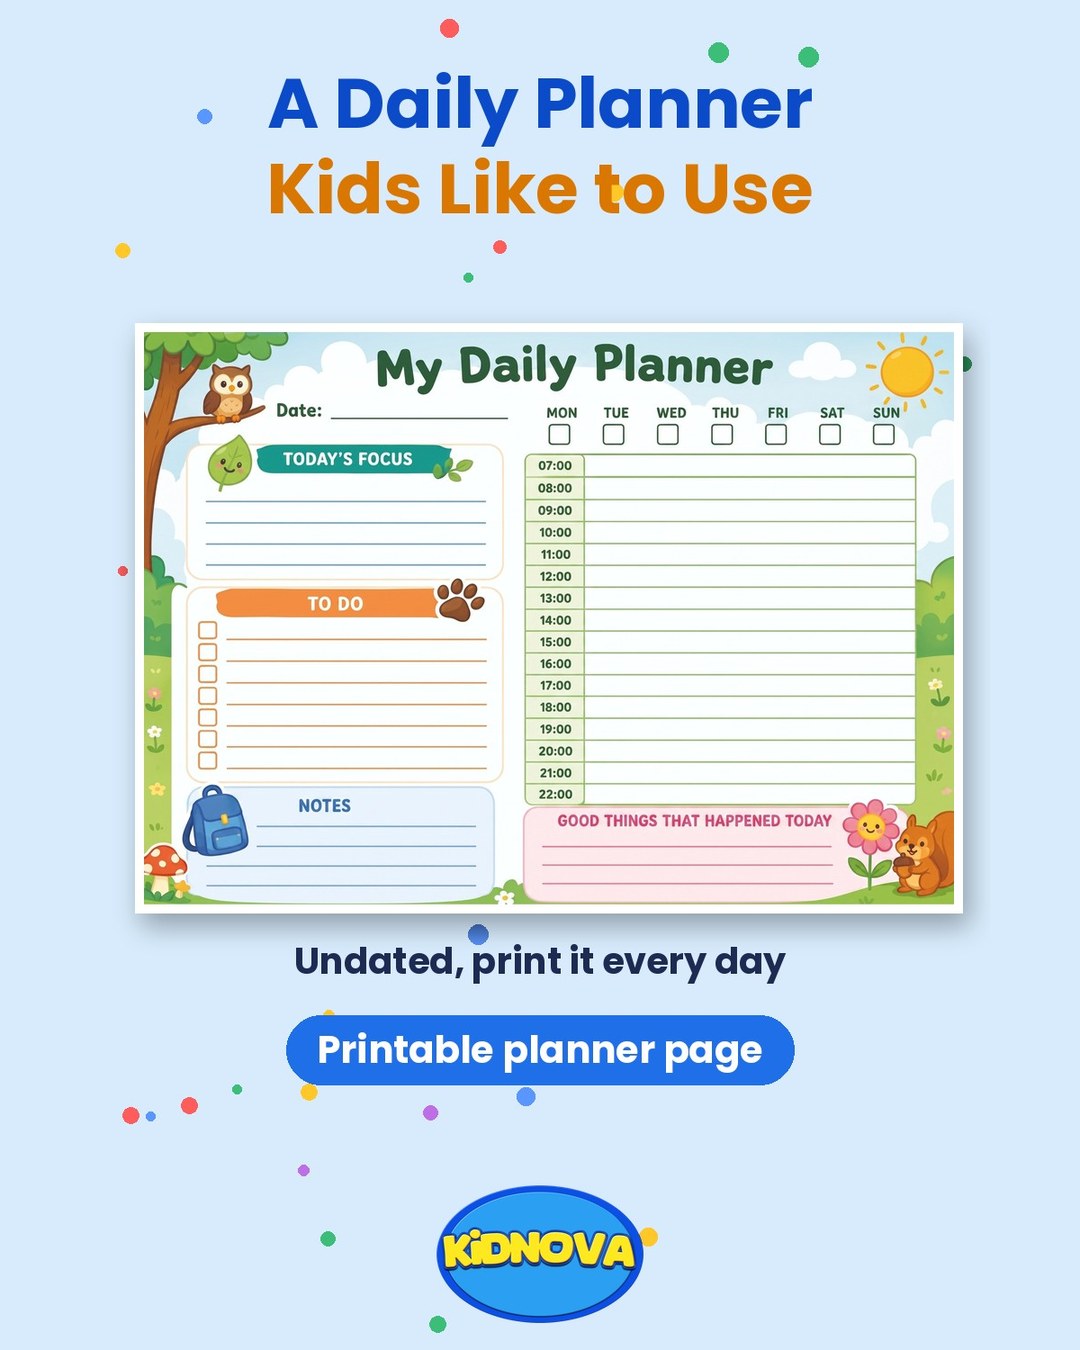 A Daily Planner
Kids Like to Use
My Daily Planner
Date:
MON TUE WED THU FRI SAT SUN
TODAY'S FOCUS
TO DO
NOTES
07:00
08:00
09:00
10:00
11:00
12:00
13:00
14:00
15:00
16:00
17:00
18:00
19:00
20:00
21:00
22:00
GOOD THINGS THAT HAPPENED TODAY
Undated, print it every day
Printable planner page
KiDNOVA